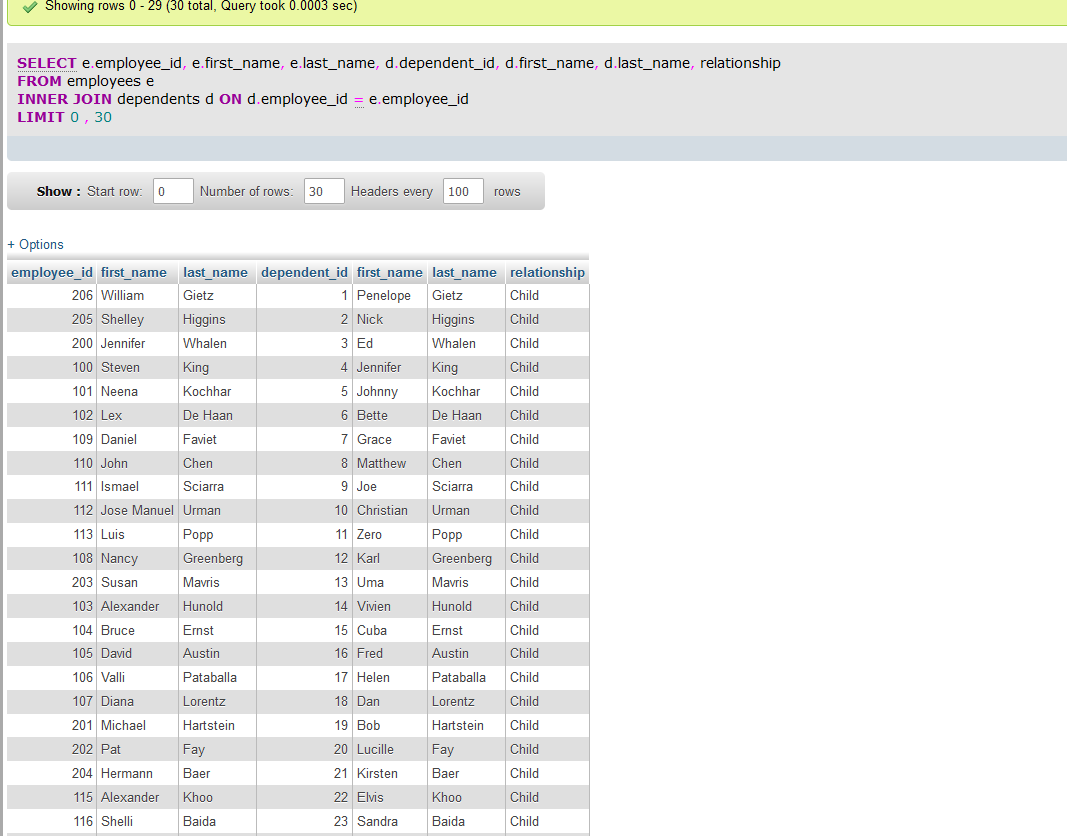 Showing rows 0 - 29 (30 total, Query took 0.0003 sec)
SELECT e.employee_id, e.first_name, e.last_name, d.dependent_id, d.first_name, d.last_name, relationship
FROM employees e
INNER JOIN dependents d ON d.employee_id = e.employee_id
LIMIT 0 , 30
Show : Start row: 0 Number of rows: 30 Headers every 100 rows
+ Options
employee_id first_name last_name dependent_id first_name last_name relationship
206 William Gietz 1 Penelope Gietz Child
205 Shelley Higgins 2 Nick Higgins Child
200 Jennifer Whalen 3 Ed Whalen Child
100 Steven King 4 Jennifer King Child
101 Neena Kochhar 5 Johnny Kochhar Child
102 Lex De Haan 6 Bette De Haan Child
109 Daniel Faviet 7 Grace Faviet Child
110 John Chen 8 Matthew Chen Child
111 Ismael Sciarra 9 Joe Sciarra Child
112 Jose Manuel Urman 10 Christian Urman Child
113 Luis Popp 11 Zero Popp Child
108 Nancy Greenberg 12 Karl Greenberg Child
203 Susan Mavris 13 Uma Mavris Child
103 Alexander Hunold 14 Vivien Hunold Child
104 Bruce Ernst 15 Cuba Ernst Child
105 David Austin 16 Fred Austin Child
106 Valli Pataballa 17 Helen Pataballa Child
107 Diana Lorentz 18 Dan Lorentz Child
201 Michael Hartstein 19 Bob Hartstein Child
202 Pat Fay 20 Lucille Fay Child
204 Hermann Baer 21 Kirsten Baer Child
115 Alexander Khoo 22 Elvis Khoo Child
116 Shelli Baida 23 Sandra Baida Child